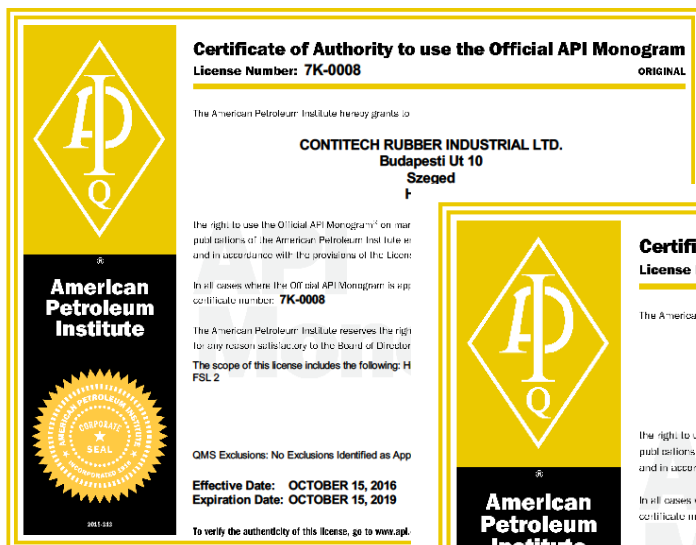 Certificate of Authority to use the Official API Monogram
License Number: 7K-0008
ORIGINAL
The American Petroleum Institute hereby grants to
CONTITECH RUBBER INDUSTRIAL LTD.
Budapesti Ut 10
Szeged
the right to use the Official API Monogram® on
publications of the American Petroleum Institute
and in accordance with the provisions of the
In all cases where the Official API Monogram is
certificate number: 7K-0008
The American Petroleum Institute reserves the
for any reason satisfactory to the Board of
The scope of this license includes the following:
FSL 2
QMS Exclusions: No Exclusions Identified as
Effective Date: OCTOBER 15, 2016
Expiration Date: OCTOBER 15, 2019
To verify the authenticity of this license, go to www.api.
API
Q
®
American
Petroleum
Institute
AMERICAN PETROLEUM INSTITUTE
CORPORATE
SEAL
INCORPORATED 1919
API
License
The
the right to
publications
and in
In all cases
certificate
API
Q
®
American
Petroleum
Institute